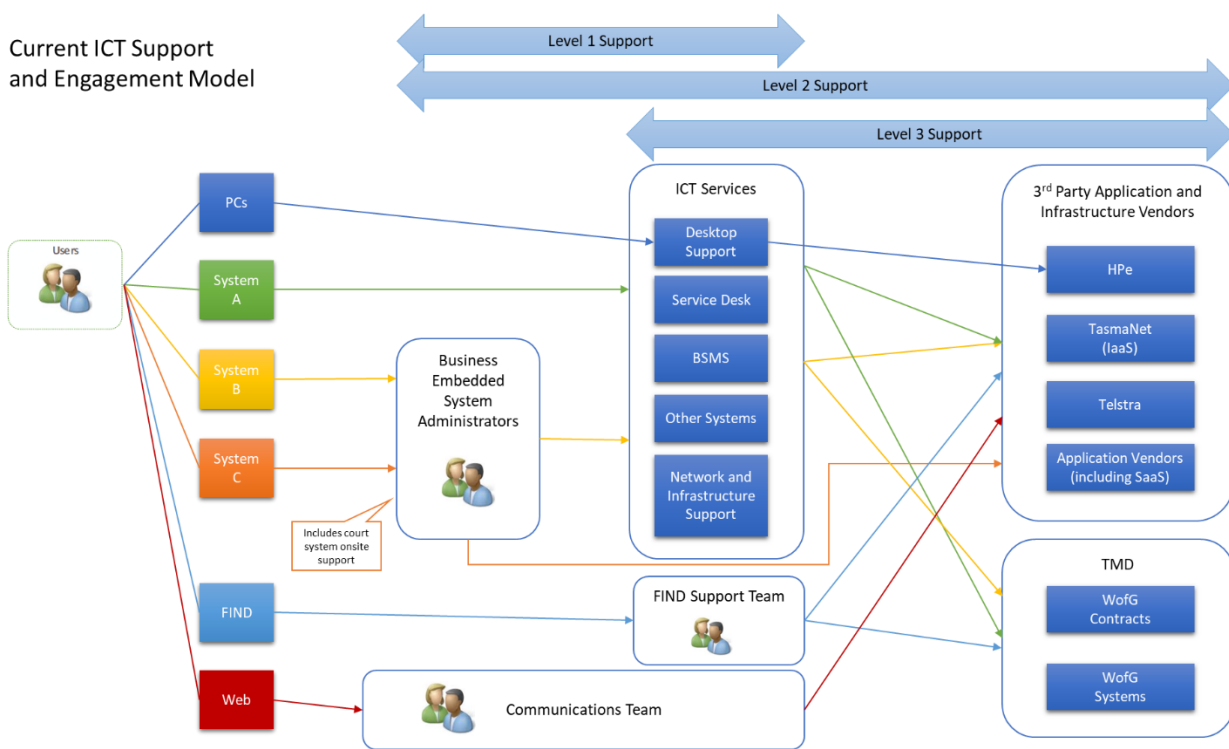 Current ICT Support
and Engagement Model
Level 1 Support
Level 2 Support
Level 3 Support
Users
PCs
System
A
System
B
System
C
FIND
Web
Business
Embedded
System
Administrators
Includes court
system onsite
support
ICT Services
Desktop
Support
Service Desk
BSMS
Other Systems
Network and
Infrastructure
Support
FIND Support Team
Communications Team
3rd Party Application and
Infrastructure Vendors
HPe
TasmaNet
(IaaS)
Telstra
Application Vendors
(including SaaS)
TMD
WofG
Contracts
WofG
Systems